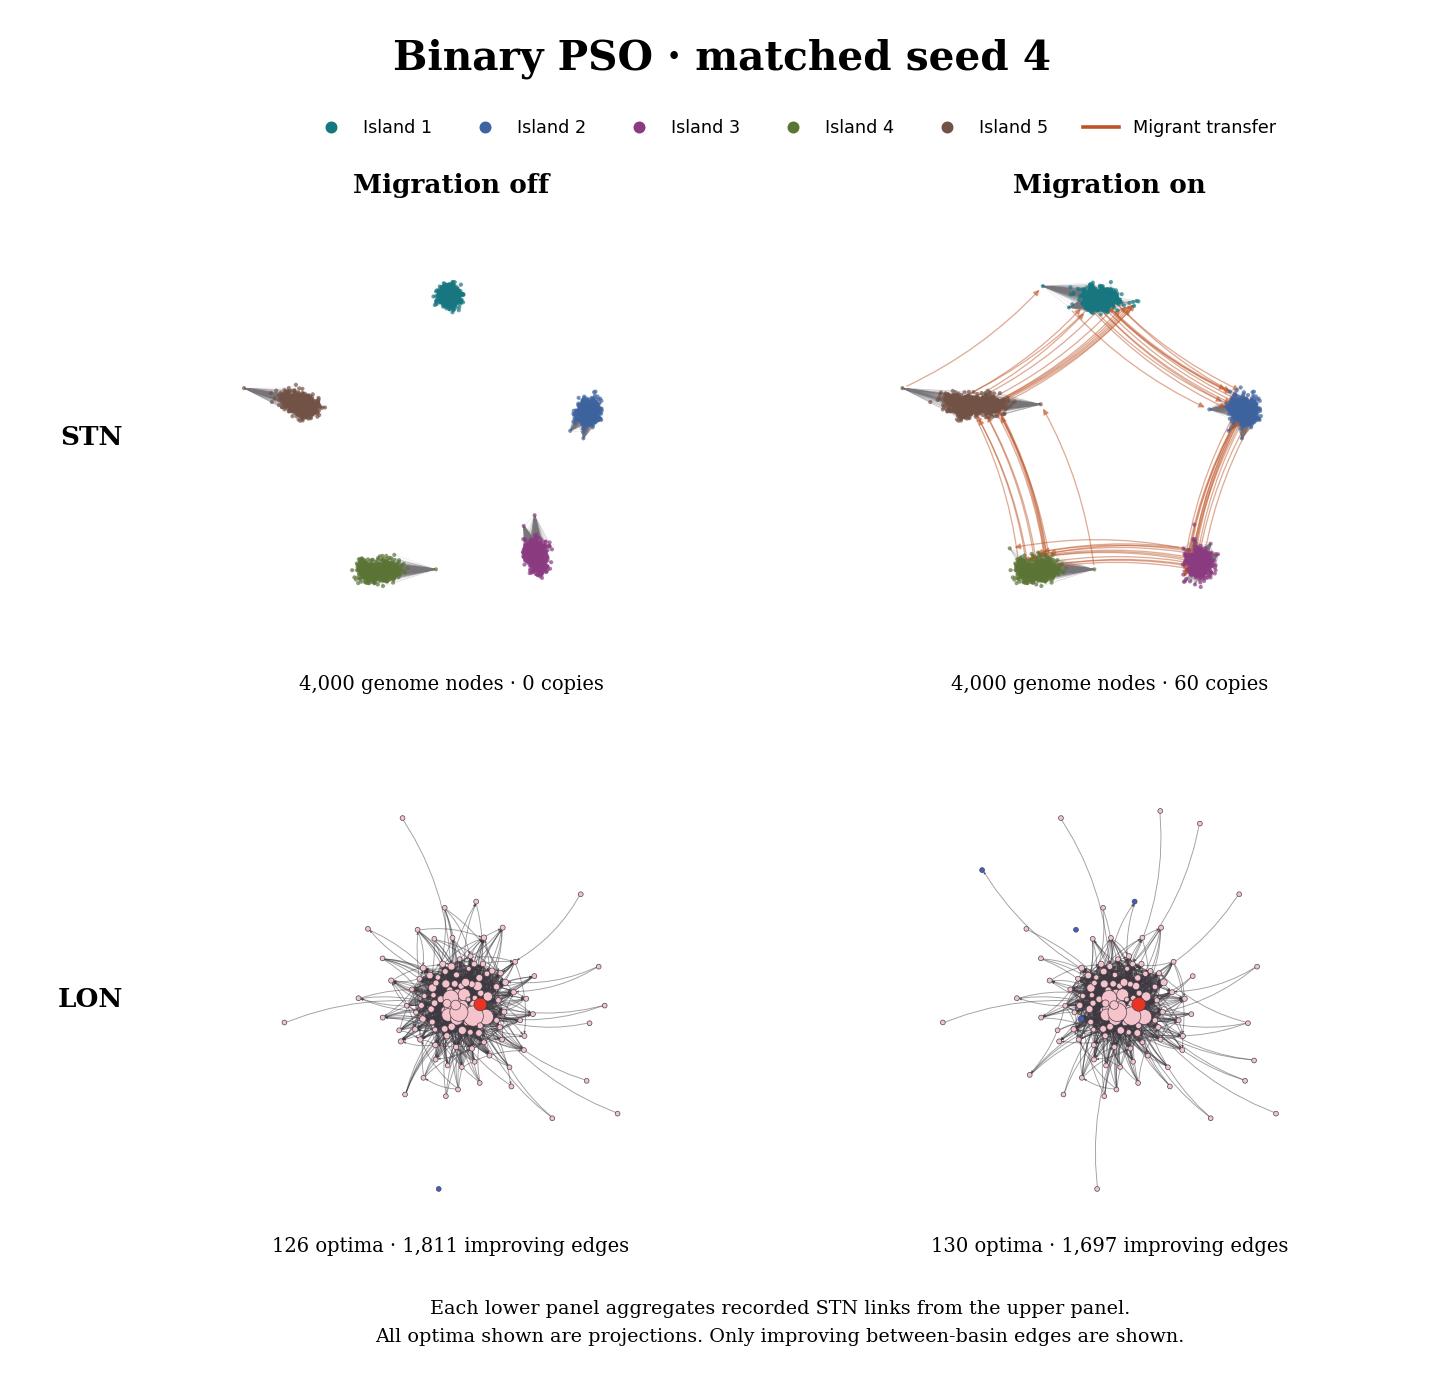 Binary PSO · matched seed 4
Island 1
Island 2
Island 3
Island 4
Island 5
Migrant transfer
Migration off
Migration on
STN
4,000 genome nodes · 0 copies
4,000 genome nodes · 60 copies
LON
126 optima · 1,811 improving edges
130 optima · 1,697 improving edges
Each lower panel aggregates recorded STN links from the upper panel.
All optima shown are projections. Only improving between-basin edges are shown.